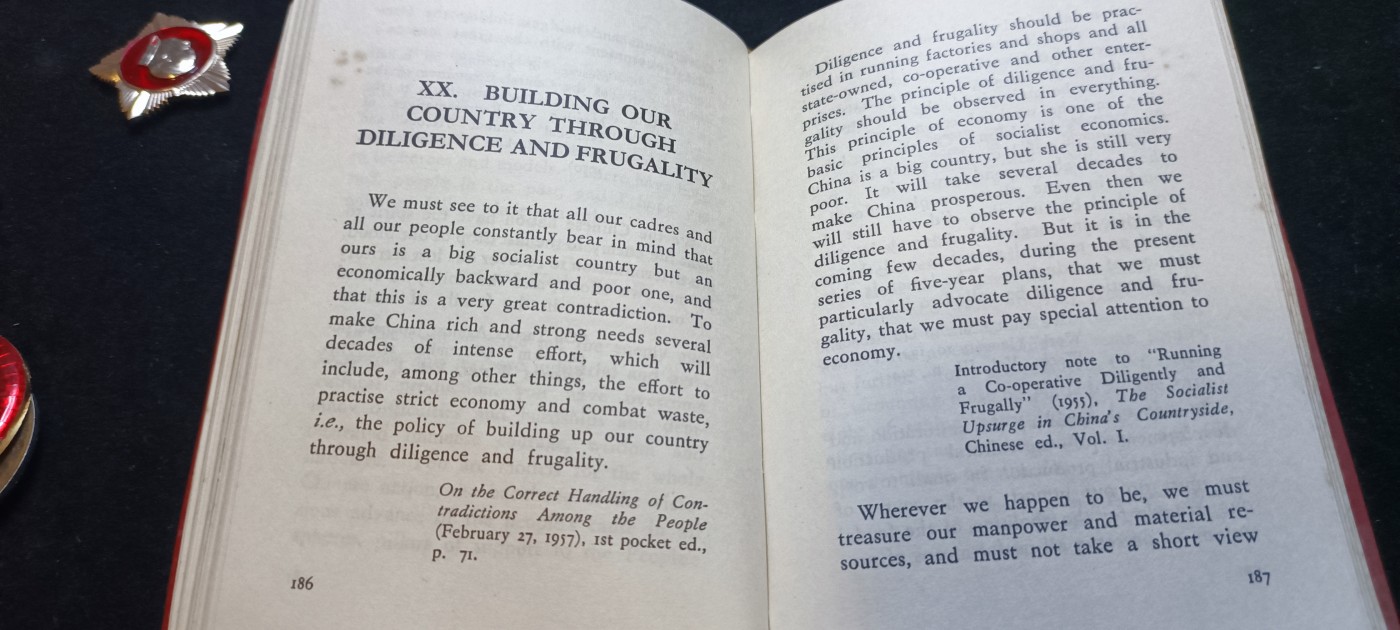 XX. BUILDING OUR
COUNTRY THROUGH
DILIGENCE AND FRUGALITY
We must see to it that all our cadres and
all our people constantly bear in mind that
ours is a big socialist country but an
economically backward and poor one, and
that this is a very great contradiction. To
make China rich and strong needs several
decades of intense effort, which will
include, among other things, the effort to
practise strict economy and combat waste,
i.e., the policy of building up our country
through diligence and frugality.
On the Correct Handling of Con-
tradictions Among the People
(February 27, 1957), 1st pocket ed.,
p. 71.
186
Diligence and frugality should be prac-
tised in running factories and shops and all
state-owned, co-operative and other enter-
prises. The principle of diligence and fru-
gality should be observed in everything.
This principle of economy is one of the
basic principles of socialist economics.
China is a big country, but she is still very
poor. It will take several decades to
make China prosperous. Even then we
will still have to observe the principle of
diligence and frugality. But it is in the
coming few decades, during the present
series of five-year plans, that we must
particularly advocate diligence and fru-
gality, that we must pay special attention to
economy.
Introductory note to "Running
a Co-operative Diligently and
Frugally" (1955), The Socialist
Upsurge in China's Countryside,
Chinese ed., Vol. I.
Wherever we happen to be, we must
treasure our manpower and material re-
sources, and must not take a short view
187